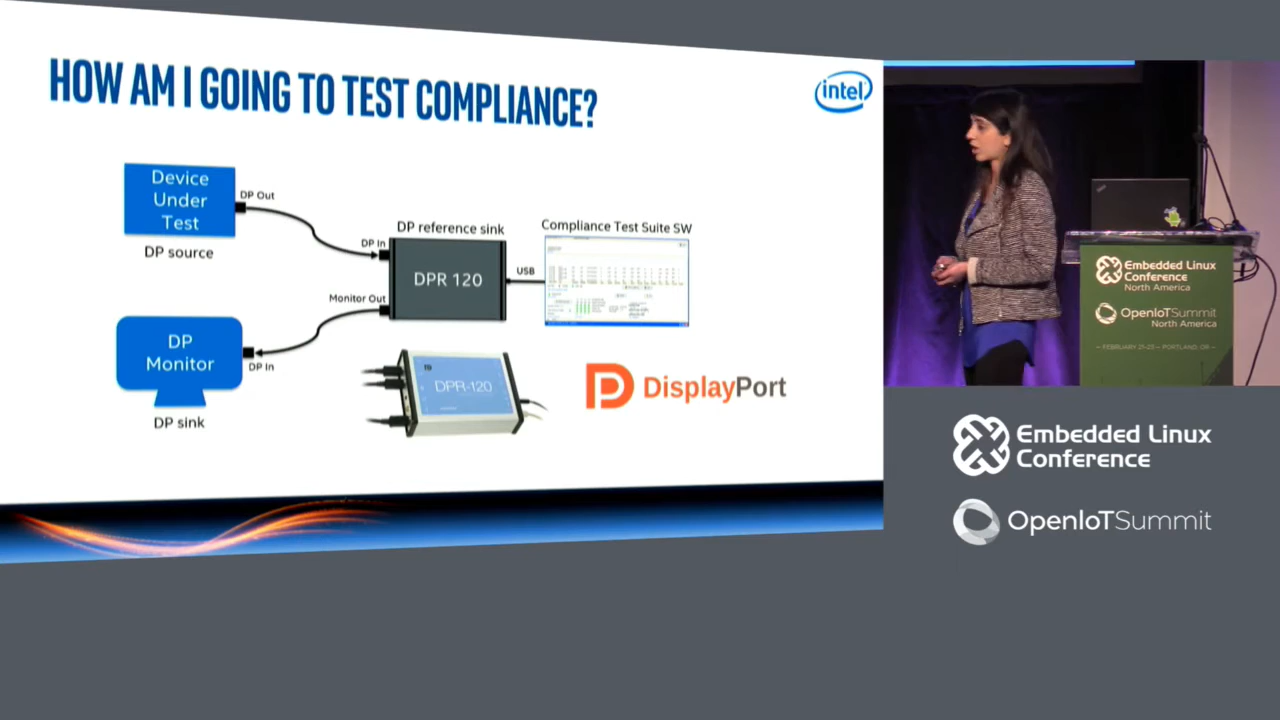 HOW AM I GOING TO TEST COMPLIANCE?
intel
Device
Under
Test
DP Out
DP source
DP In
DP reference sink
DPR 120
Monitor Out
USB
Compliance Test Suite SW
DP
Monitor
DP In
DP sink
DPR-120
DisplayPort
Embedded Linux
Conference
North America
OpenIoTSummit
North America
— FEBRUARY 21-23 — PORTLAND, OR —
Embedded Linux
Conference
OpenIoTSummit